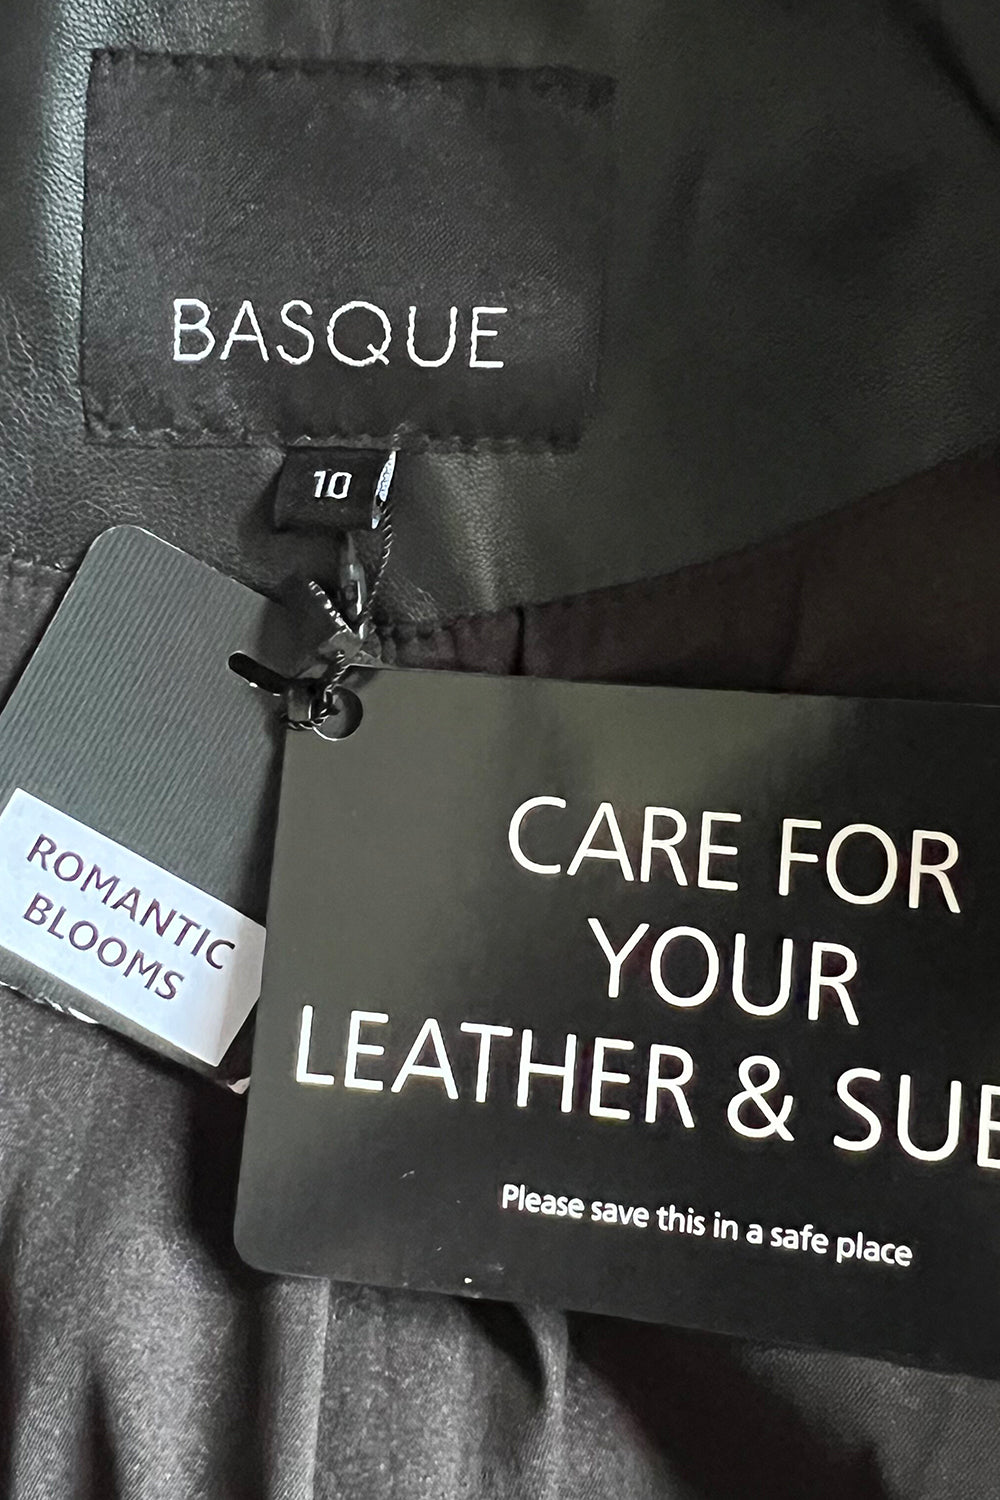 BASQUE
10
ROMANTIC
BLOOMS
CARE FOR
YOUR
LEATHER & SUE
Please save this in a safe place